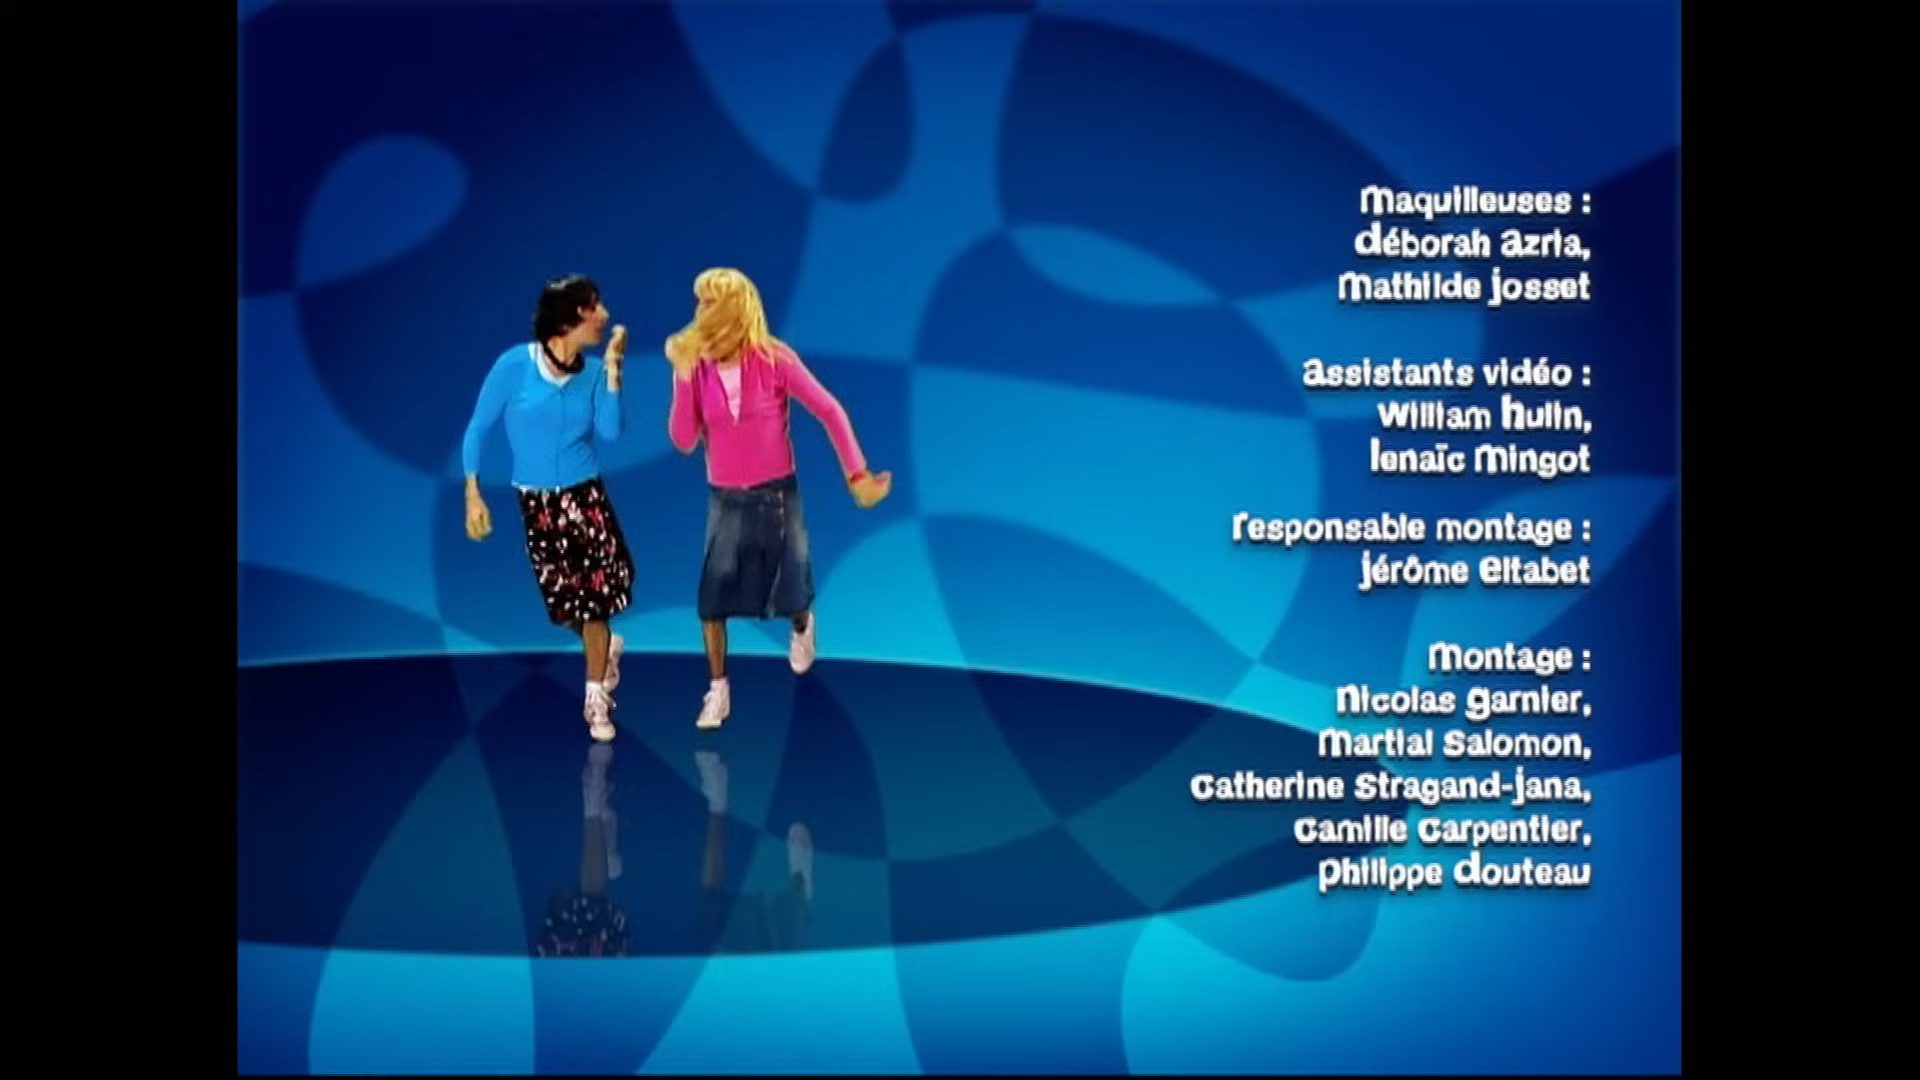 Maquilleuses :
déborah azria,
Mathilde josset
assistants vidéo :
william hulin,
lenaïc Mingot
responsable montage :
jérôme eltabet
Montage :
Nicolas garnier,
Martial salomon,
catherine stragand-jana,
camille carpentier,
philippe douteau